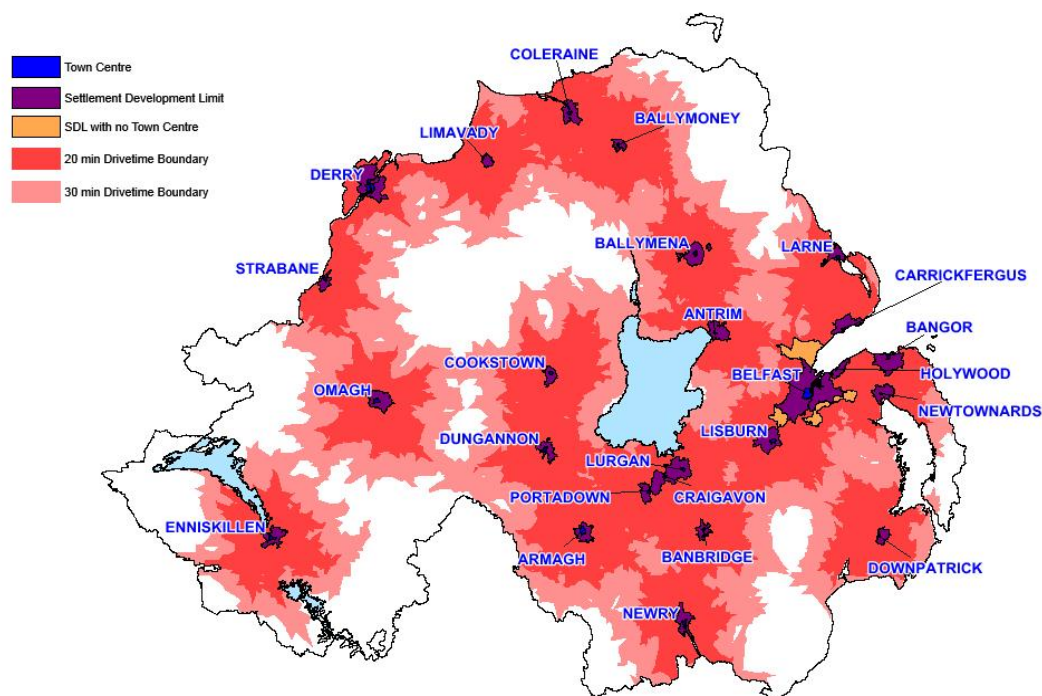 Town Centre
Settlement Development Limit
SDL with no Town Centre
20 min Drivetime Boundary
30 min Drivetime Boundary
COLERAINE
LIMAVADY
BALLYMONEY
DERRY
BALLYMENA
LARNE
STRABANE
CARRICKFERGUS
ANTRIM
BANGOR
COOKSTOWN
BELFAST
HOLYWOOD
OMAGH
NEWTOWNARDS
DUNGANNON
LISBURN
LURGAN
PORTADOWN
CRAIGAVON
ENNISKILLEN
ARMAGH
BANBRIDGE
DOWNPATRICK
NEWRY